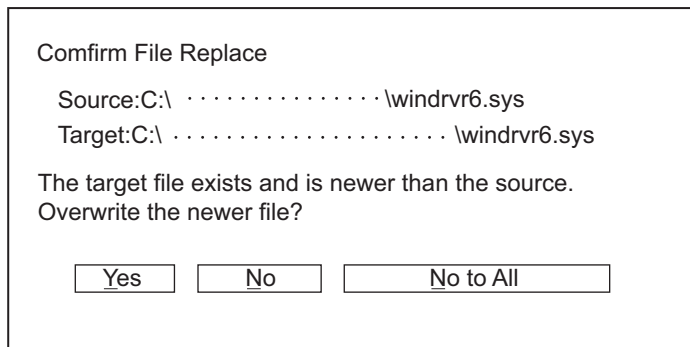 Comfirm File Replace
Source:C:\ ............... \windrvr6.sys
Target:C:\ ...................... \windrvr6.sys
The target file exists and is newer than the source.
Overwrite the newer file?
Yes No No to All